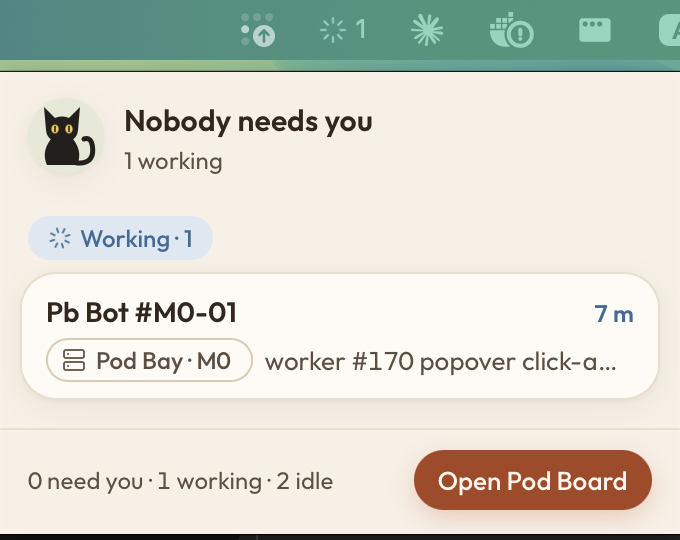 1
A
Nobody needs you
1 working
Working · 1
Pb Bot #M0-01
7 m
Pod Bay · M0
worker #170 popover click-a...
0 need you · 1 working · 2 idle
Open Pod Board